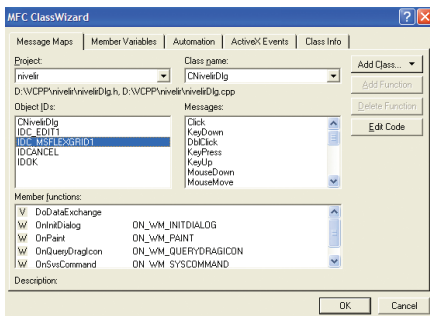 MFC ClassWizard
Message Maps Member Variables Automation ActiveX Events Class Info
Project: Class name:
nivelir CNivelirDlg Add Class...
D:\VCPP\nivelir\nivelirDlg.h, D:\VCPP\nivelir\nivelirDlg.cpp Add Function
Object IDs: Messages: Delete Function
CNivelirDlg Click Edit Code
IDC_EDIT1 KeyDown
IDC_MSFLEXGRID1 DblClick
IDCANCEL KeyPress
IDOK KeyUp
MouseDown
MouseMove
Member functions:
V DoDataExchange
W OnInitDialog ON_WM_INITDIALOG
W OnPaint ON_WM_PAINT
W OnQueryDragIcon ON_WM_QUERYDRAGICON
W OnSysCommand ON_WM_SYSCOMMAND
Description:
OK Cancel